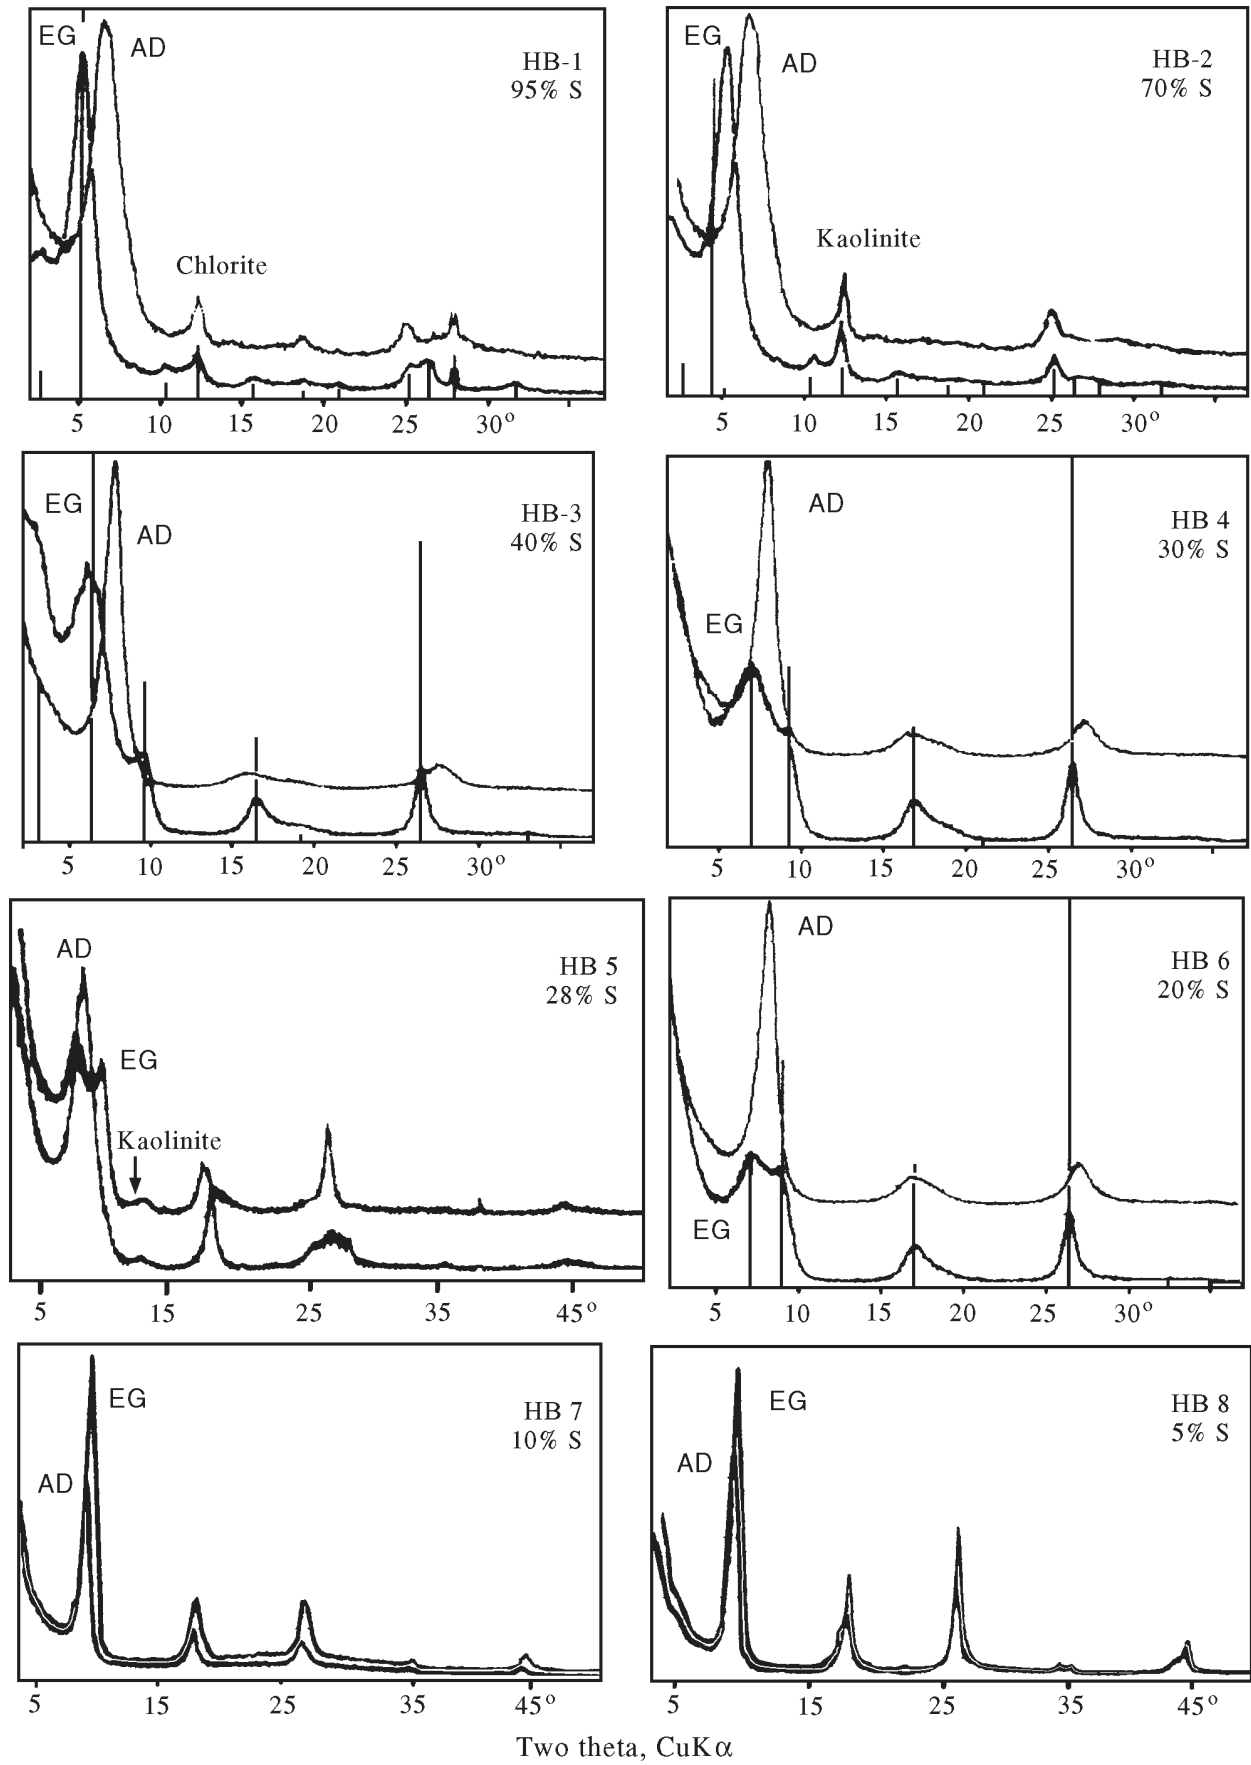 EG
AD
HB-1
95% S
Chlorite
5 10 15 20 25 30°
EG
AD
HB-2
70% S
Kaolinite
5 10 15 20 25 30°
EG
AD
HB-3
40% S
5 10 15 20 25 30°
AD
HB 4
30% S
EG
5 10 15 20 25 30°
AD
HB 5
28% S
EG
Kaolinite
5 15 25 35 45°
AD
HB 6
20% S
EG
5 10 15 20 25 30°
EG
HB 7
10% S
AD
5 15 25 35 45°
EG
HB 8
5% S
AD
5 15 25 35 45°
Two theta, CuKα